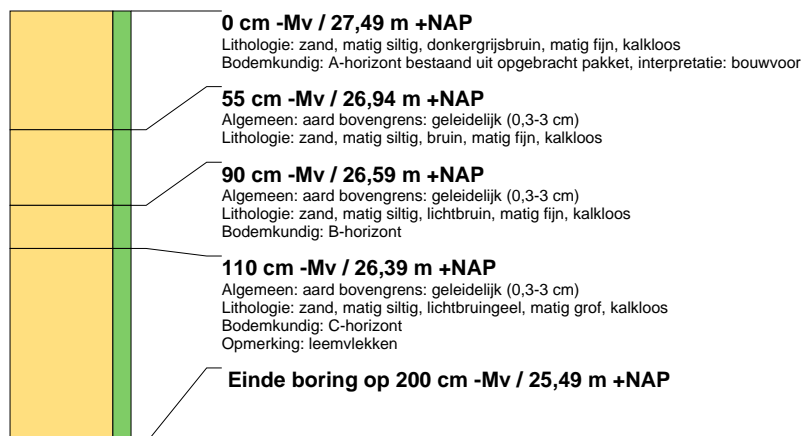 0 cm -Mv / 27,49 m +NAP
Lithologie: zand, matig siltig, donkergrijsbruin, matig fijn, kalkloos
Bodemkundig: A-horizont bestaand uit opgebracht pakket, interpretatie: bouwvoor
55 cm -Mv / 26,94 m +NAP
Algemeen: aard bovengrens: geleidelijk (0,3-3 cm)
Lithologie: zand, matig siltig, bruin, matig fijn, kalkloos
90 cm -Mv / 26,59 m +NAP
Algemeen: aard bovengrens: geleidelijk (0,3-3 cm)
Lithologie: zand, matig siltig, lichtbruin, matig fijn, kalkloos
Bodemkundig: B-horizont
110 cm -Mv / 26,39 m +NAP
Algemeen: aard bovengrens: geleidelijk (0,3-3 cm)
Lithologie: zand, matig siltig, lichtbruingeel, matig grof, kalkloos
Bodemkundig: C-horizont
Opmerking: leemvlekken
Einde boring op 200 cm -Mv / 25,49 m +NAP